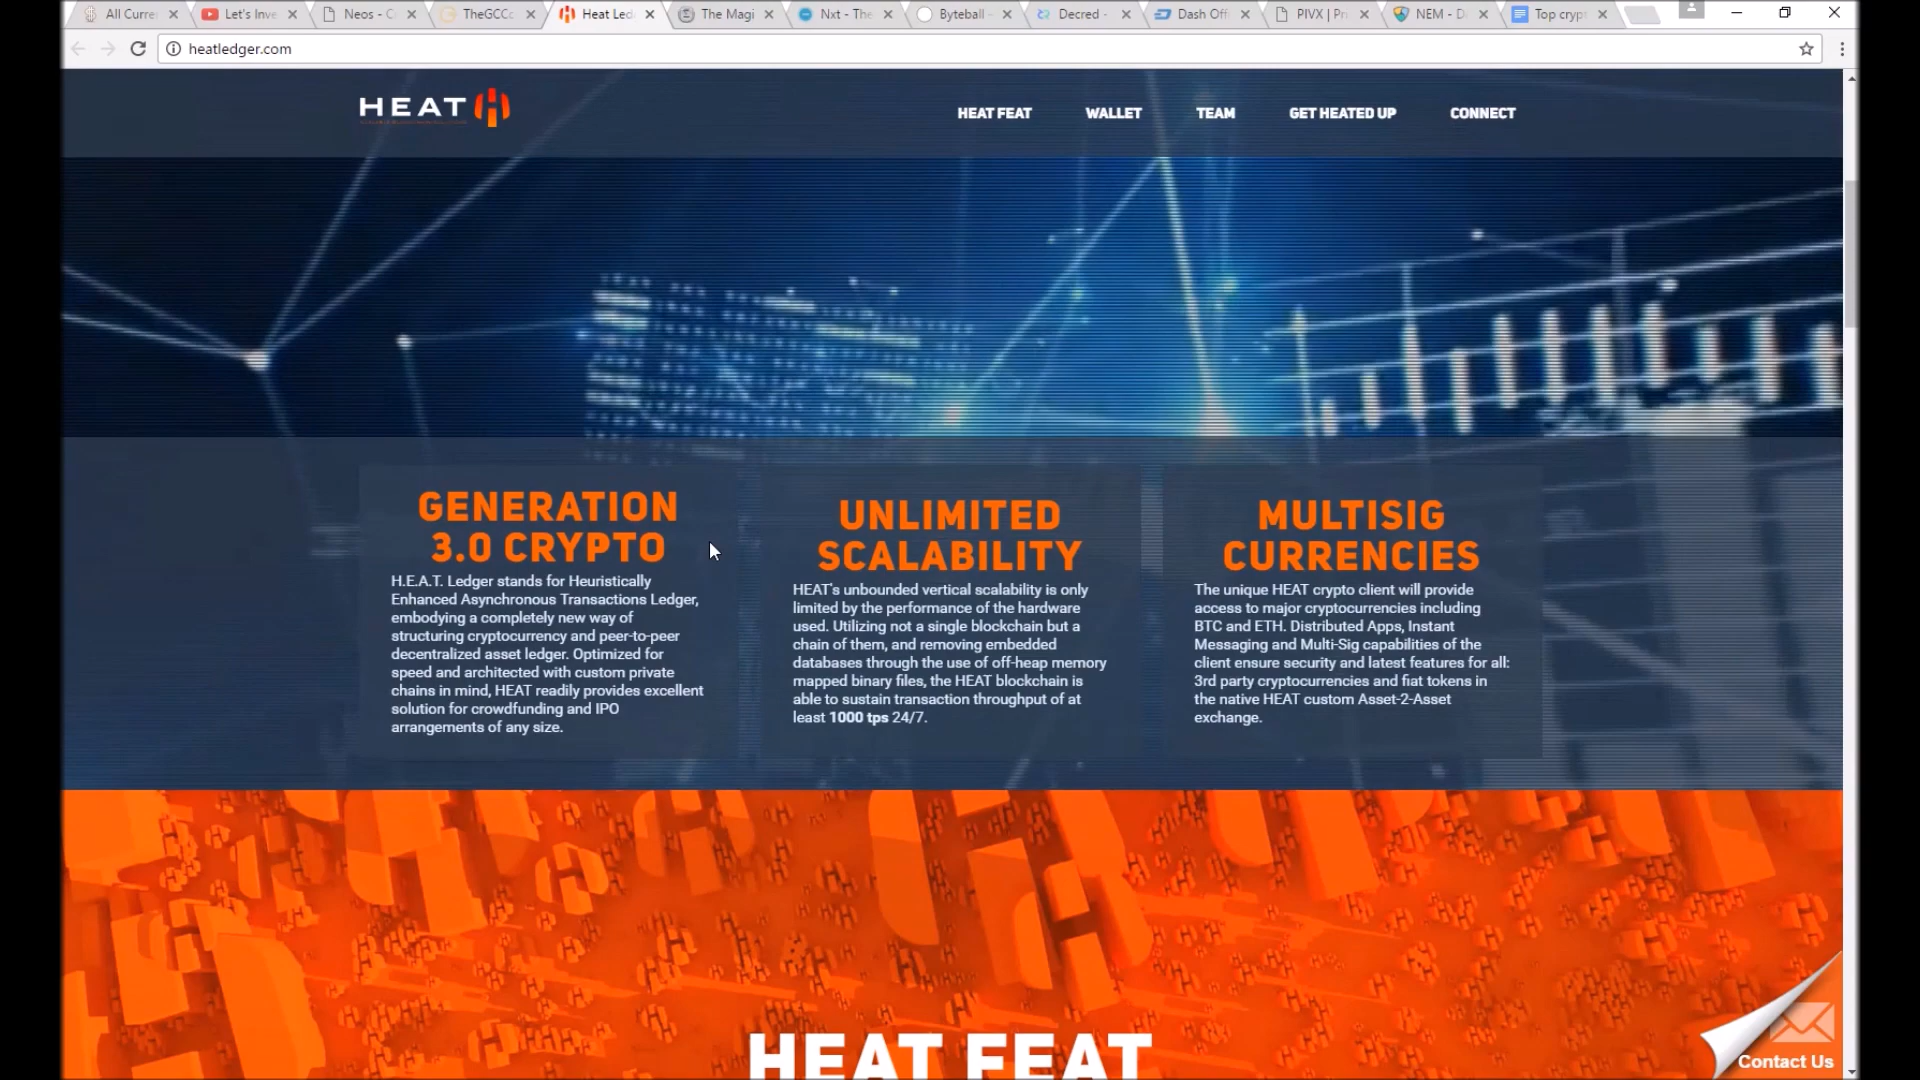 All Curre
Let's Inve
Neos - C
TheGCCc
Heat Led
The Magi
Nxt - The
Byteball -
Decred -
Dash Offi
PIVX | Pr
NEM - D
Top cryp
heatledger.com
HEAT
HEAT FEAT
WALLET
TEAM
GET HEATED UP
CONNECT
GENERATION
3.0 CRYPTO
H.E.A.T. Ledger stands for Heuristically
Enhanced Asynchronous Transactions Ledger,
embodying a completely new way of
structuring cryptocurrency and peer-to-peer
decentralized asset ledger. Optimized for
speed and architected with custom private
chains in mind, HEAT readily provides excellent
solution for crowdfunding and IPO
arrangements of any size.
UNLIMITED
SCALABILITY
HEAT's unbounded vertical scalability is only
limited by the performance of the hardware
used. Utilizing not a single blockchain but a
chain of them, and removing embedded
databases through the use of off-heap memory
mapped binary files, the HEAT blockchain is
able to sustain transaction throughput of at
least 1000 tps 24/7.
MULTISIG
CURRENCIES
The unique HEAT crypto client will provide
access to major cryptocurrencies including
BTC and ETH. Distributed Apps, Instant
Messaging and Multi-Sig capabilities of the
client ensure security and latest features for all:
3rd party cryptocurrencies and fiat tokens in
the native HEAT custom Asset-2-Asset
exchange.
HEAT FEAT
Contact Us